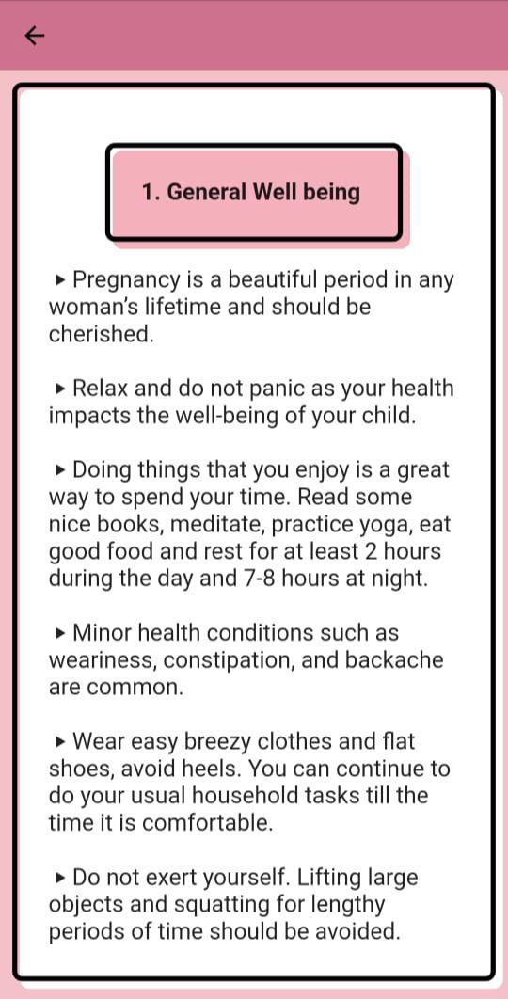 1. General Well being
▸ Pregnancy is a beautiful period in any
woman's lifetime and should be
cherished.
▸ Relax and do not panic as your health
impacts the well-being of your child.
▸ Doing things that you enjoy is a great
way to spend your time. Read some
nice books, meditate, practice yoga, eat
good food and rest for at least 2 hours
during the day and 7-8 hours at night.
▸ Minor health conditions such as
weariness, constipation, and backache
are common.
▸ Wear easy breezy clothes and flat
shoes, avoid heels. You can continue to
do your usual household tasks till the
time it is comfortable.
▸ Do not exert yourself. Lifting large
objects and squatting for lengthy
periods of time should be avoided.